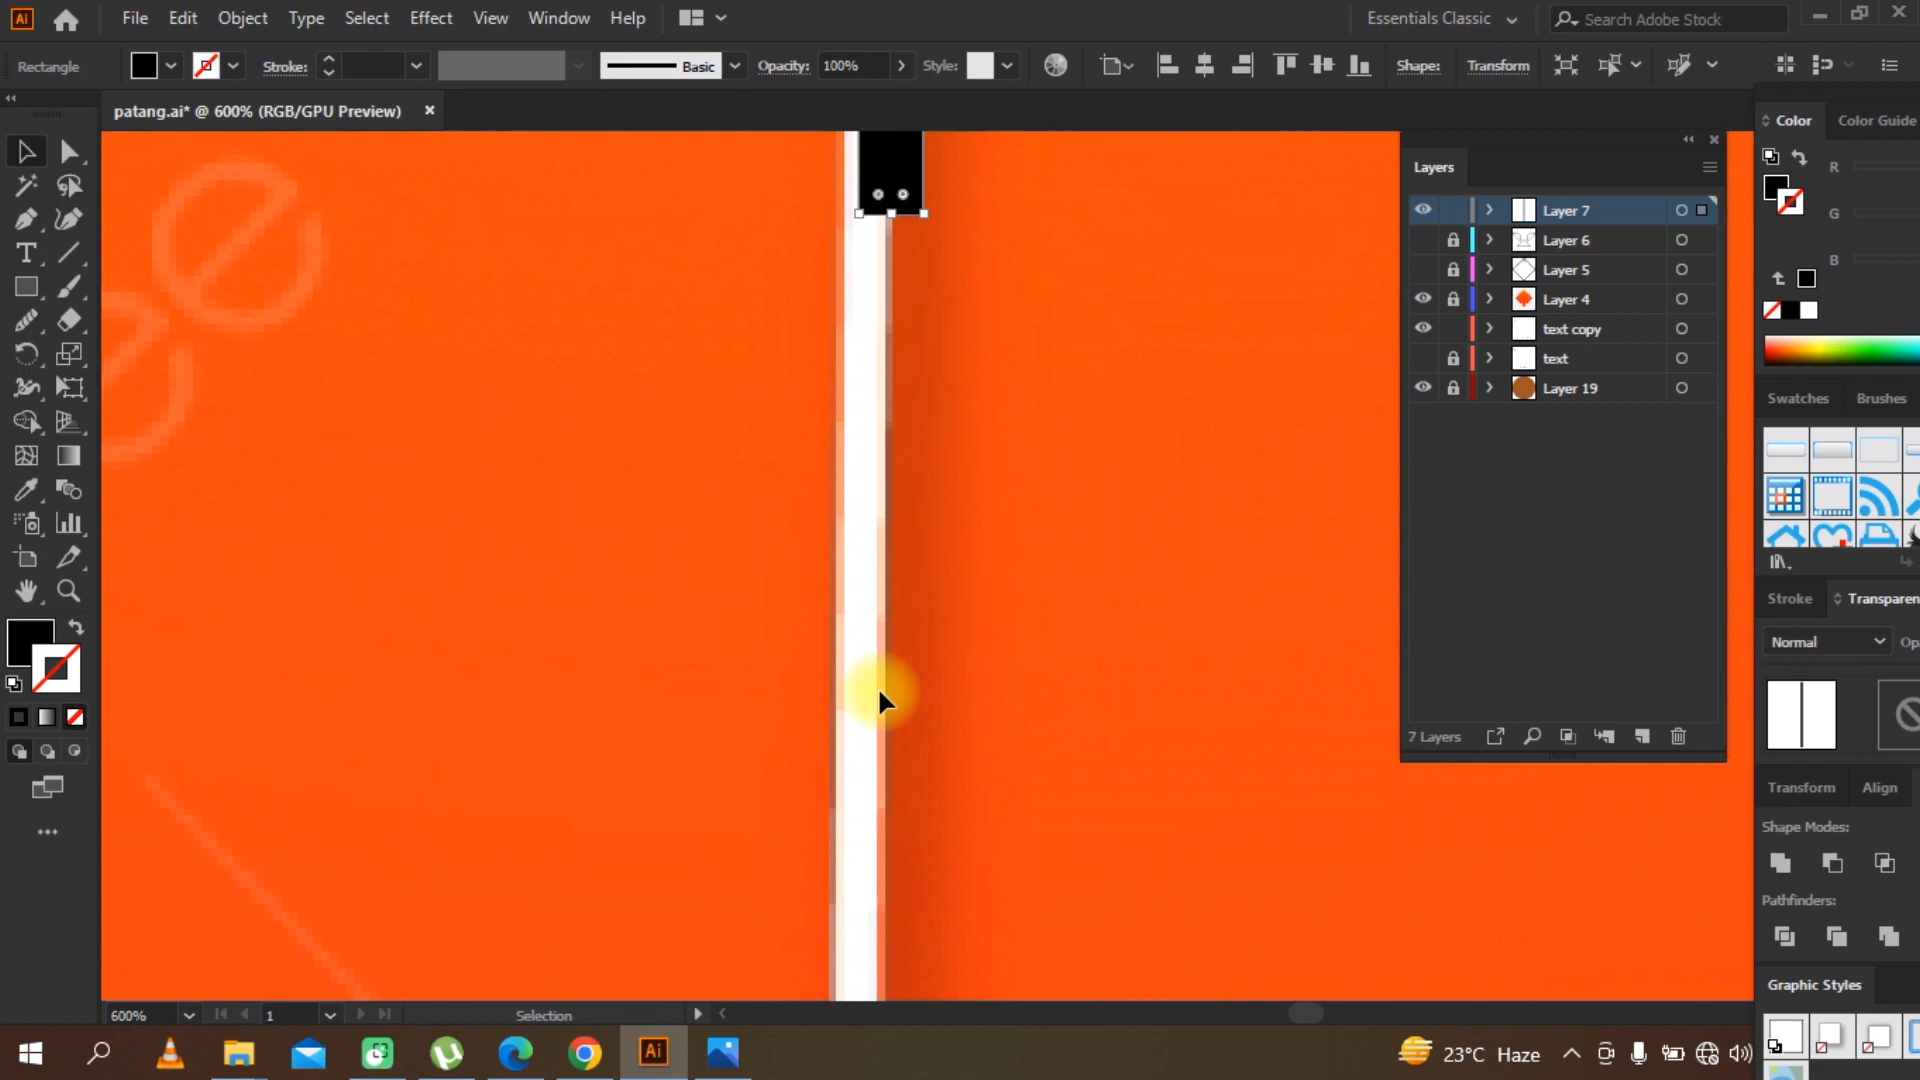 Ai File Edit Object Type Select Effect View Window Help Essentials Classic Search Adobe Stock
Rectangle Stroke: Basic Opacity: 100% Style: Shape: Transform
patang.ai* @ 600% (RGB/GPU Preview) ×
Color Color Guide
R
G
B
Layers
Layer 7
Layer 6
Layer 5
Layer 4
text copy
text
Layer 19
7 Layers
ee
Swatches Brushes
Stroke Transparen
Normal Opa
Transform Align
Shape Modes:
Pathfinders:
Graphic Styles
600% 1 Selection
Ai 23°C Haze